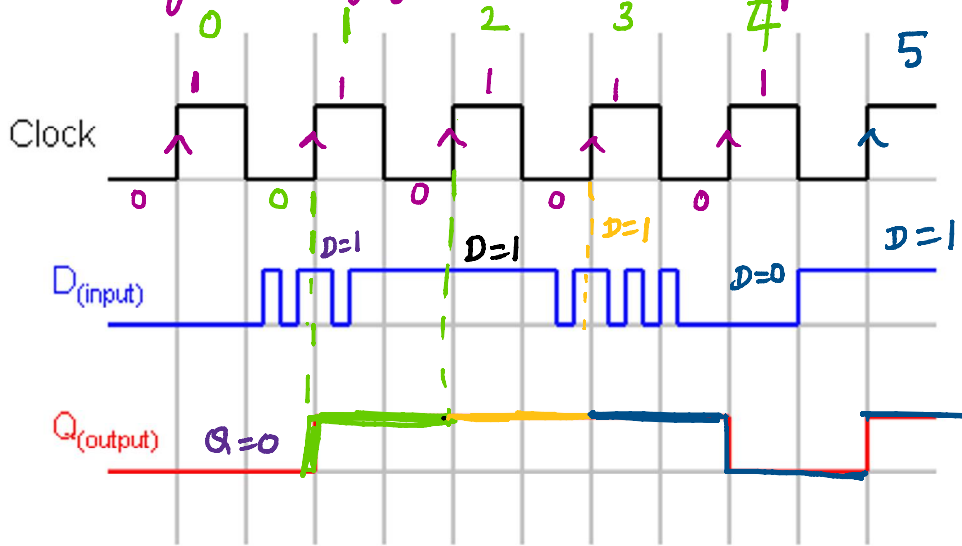 0 1 2 3 4 5
1 1 1 1 1
Clock
0 0 0 0 0
D=1 D=1 D=1 D=0 D=1
D(input)
Q(output)
Q=0